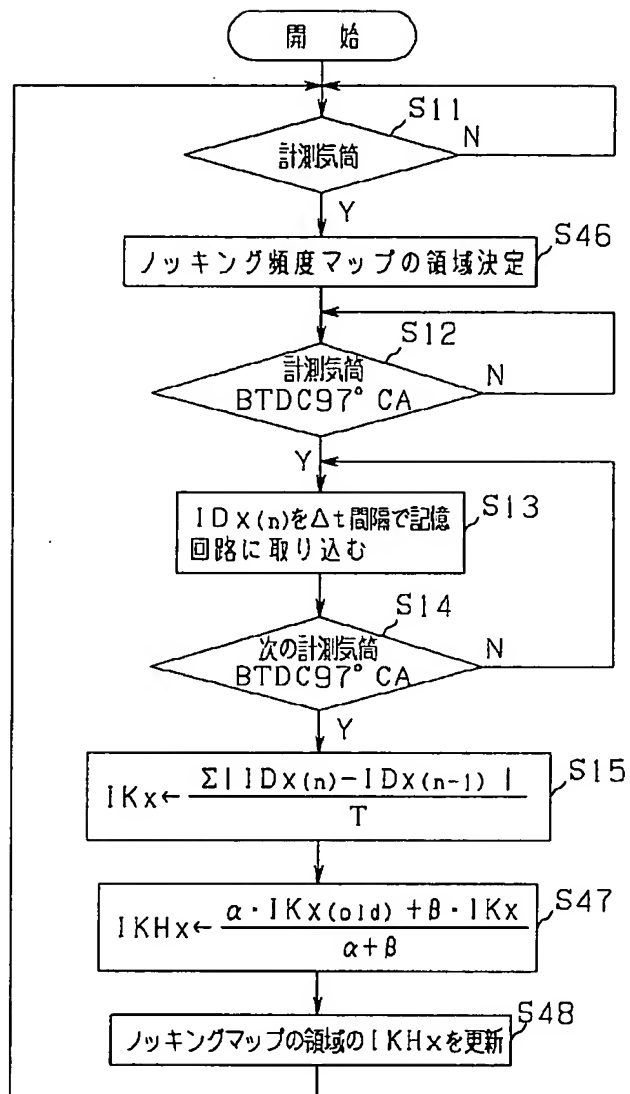 開 始
S11
計測気筒
N
Y
S46
ノッキング頻度マップの領域決定
S12
計測気筒
BTDC97°CA
N
Y
S13
IDx(n)をΔt間隔で記憶
回路に取り込む
S14
次の計測気筒
BTDC97°CA
N
Y
S15
IKx← Σ|IDx(n)-IDx(n-1)|
T
S47
IKHx← α・IKx(old)+β・IKx
α+β
S48
ノッキングマップの領域のIKHxを更新